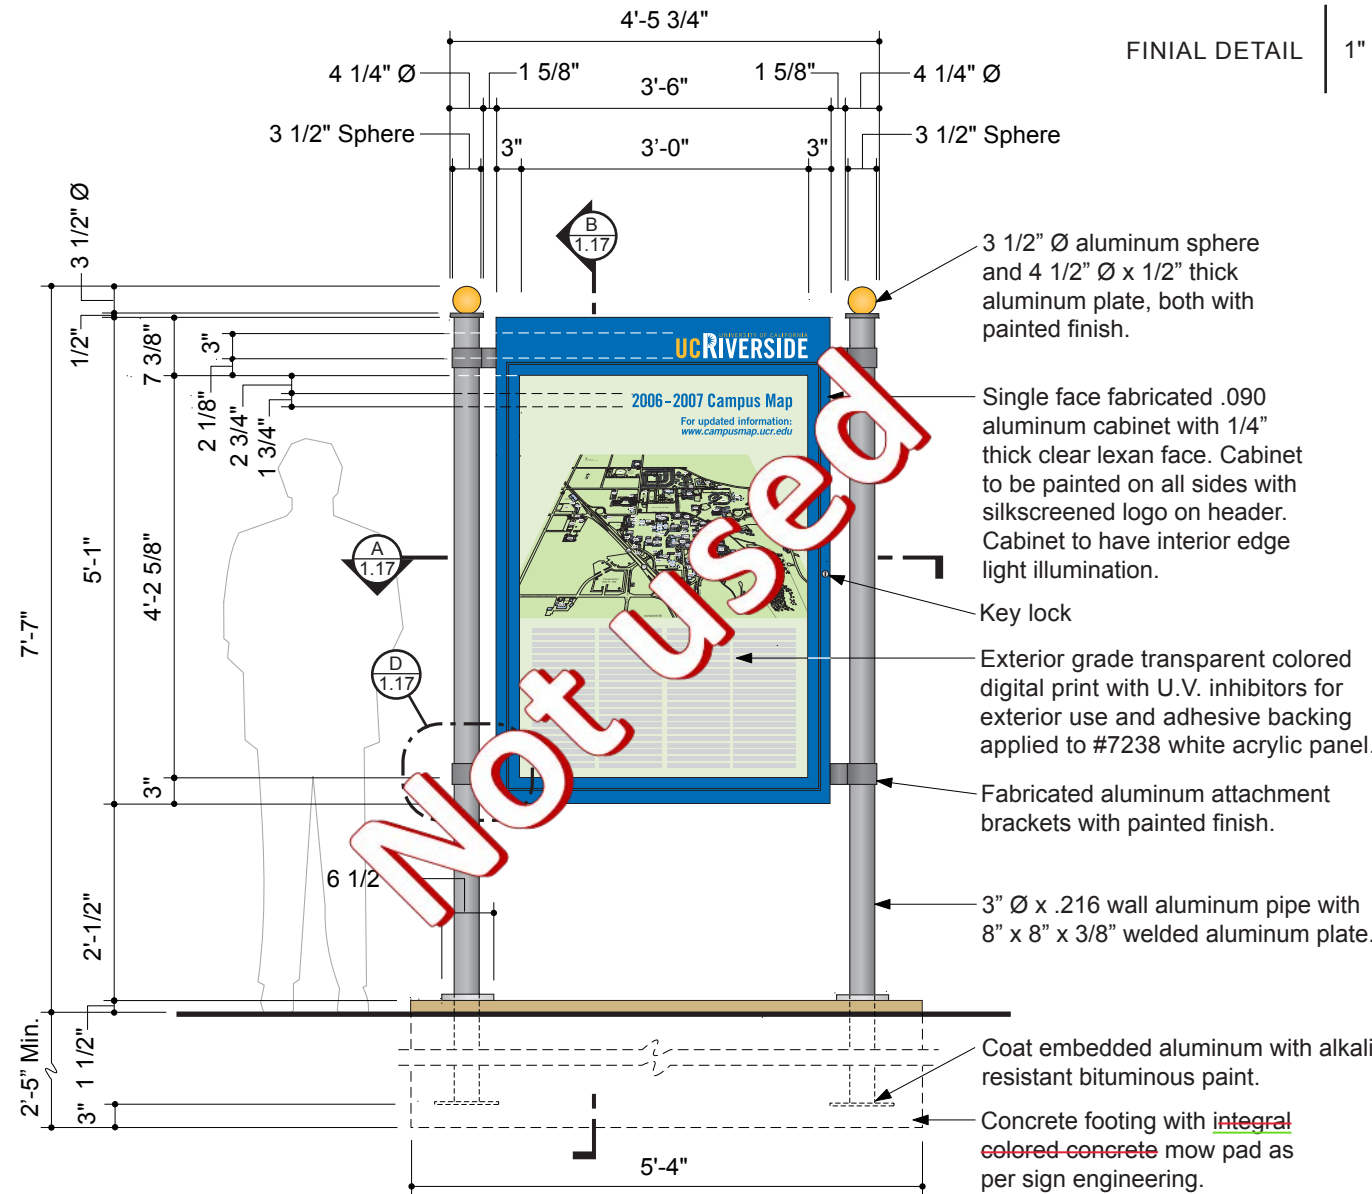 4'-5 3/4"
FINIAL DETAIL
1"
4 1/4" Ø
1 5/8"
3'-6"
1 5/8"
4 1/4" Ø
3 1/2" Sphere
3"
3'-0"
3"
3 1/2" Sphere
3 1/2" Ø
B
1.17
3 1/2” Ø aluminum sphere
and 4 1/2” Ø x 1/2” thick
aluminum plate, both with
painted finish.
1/2"
7 3/8"
3"
2 1/8"
2 3/4"
1 3/4"
UNIVERSITY OF CALIFORNIA
UCRIVERSIDE
2006-2007 Campus Map
For updated information:
www.campusmap.ucr.edu
Single face fabricated .090
aluminum cabinet with 1/4”
thick clear lexan face. Cabinet
to be painted on all sides with
silkscreened logo on header.
Cabinet to have interior edge
light illumination.
Not used
5'-1"
4'-2 5/8"
A
1.17
7'-7"
Key lock
D
1.17
Exterior grade transparent colored
digital print with U.V. inhibitors for
exterior use and adhesive backing
applied to #7238 white acrylic panel.
3"
Fabricated aluminum attachment
brackets with painted finish.
6 1/2
2'-1/2"
3” Ø x .216 wall aluminum pipe with
8” x 8” x 3/8” welded aluminum plate.
2'-5” Min.
1 1/2"
3"
Coat embedded aluminum with alkali
resistant bituminous paint.
Concrete footing with integral
colored concrete mow pad as
per sign engineering.
5'-4"